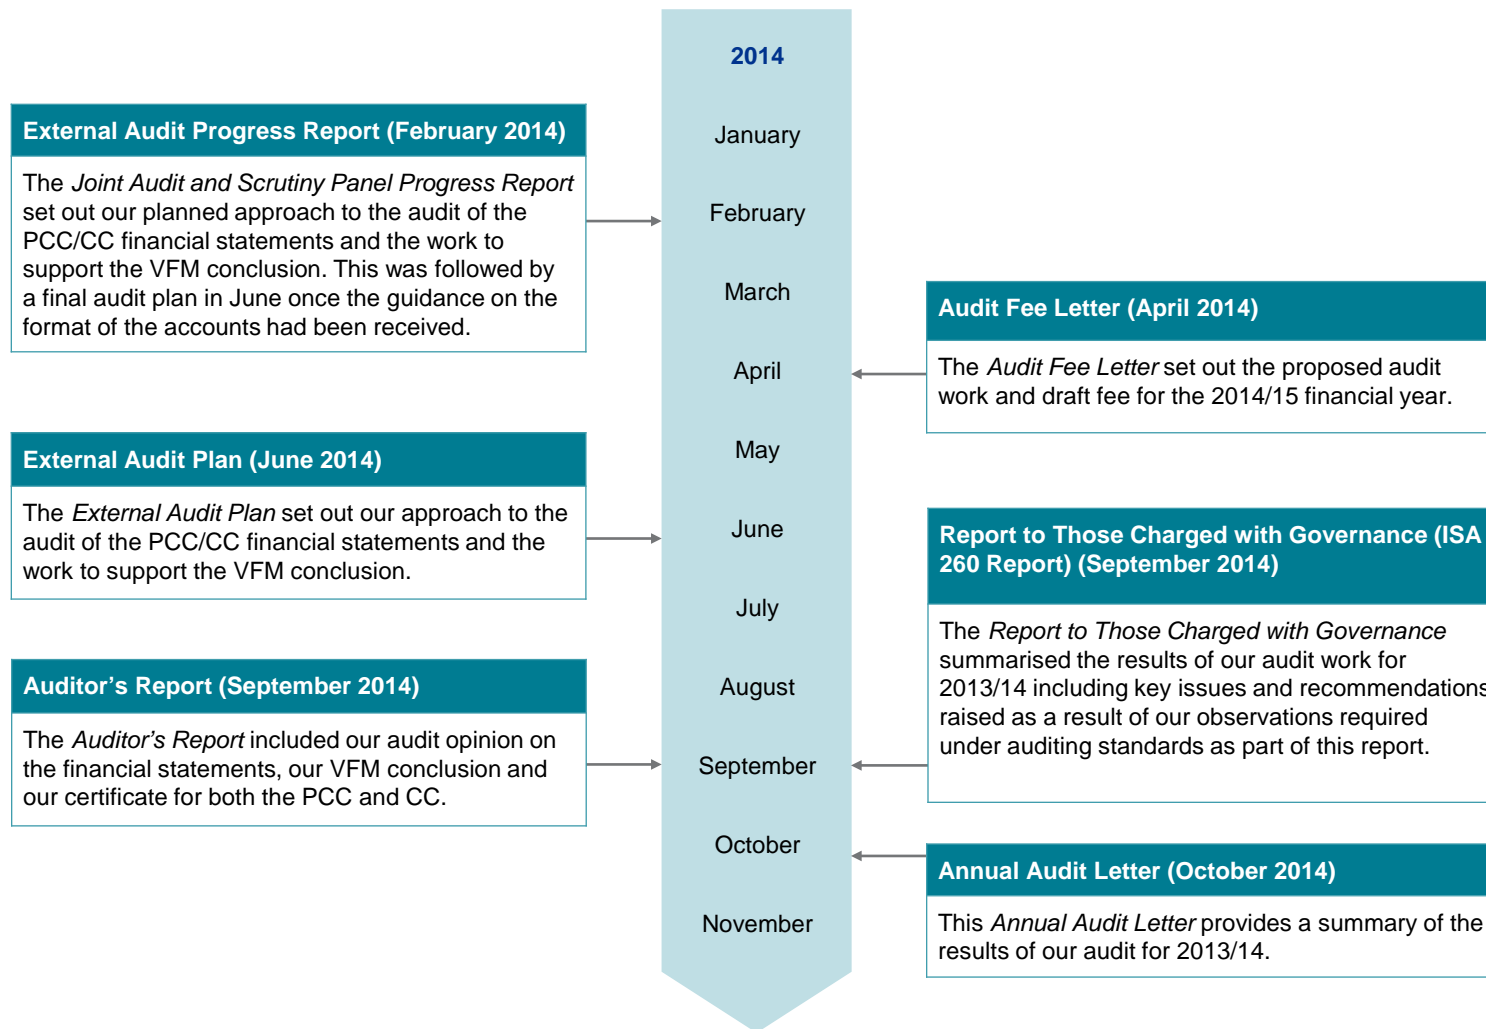 2014
January
February
March
April
May
June
July
August
September
October
November
External Audit Progress Report (February 2014)
The Joint Audit and Scrutiny Panel Progress Report
set out our planned approach to the audit of the
PCC/CC financial statements and the work to
support the VFM conclusion. This was followed by
a final audit plan in June once the guidance on the
format of the accounts had been received.
External Audit Plan (June 2014)
The External Audit Plan set out our approach to the
audit of the PCC/CC financial statements and the
work to support the VFM conclusion.
Auditor’s Report (September 2014)
The Auditor’s Report included our audit opinion on
the financial statements, our VFM conclusion and
our certificate for both the PCC and CC.
Audit Fee Letter (April 2014)
The Audit Fee Letter set out the proposed audit
work and draft fee for the 2014/15 financial year.
Report to Those Charged with Governance (ISA
260 Report) (September 2014)
The Report to Those Charged with Governance
summarised the results of our audit work for
2013/14 including key issues and recommendations
raised as a result of our observations required
under auditing standards as part of this report.
Annual Audit Letter (October 2014)
This Annual Audit Letter provides a summary of the
results of our audit for 2013/14.